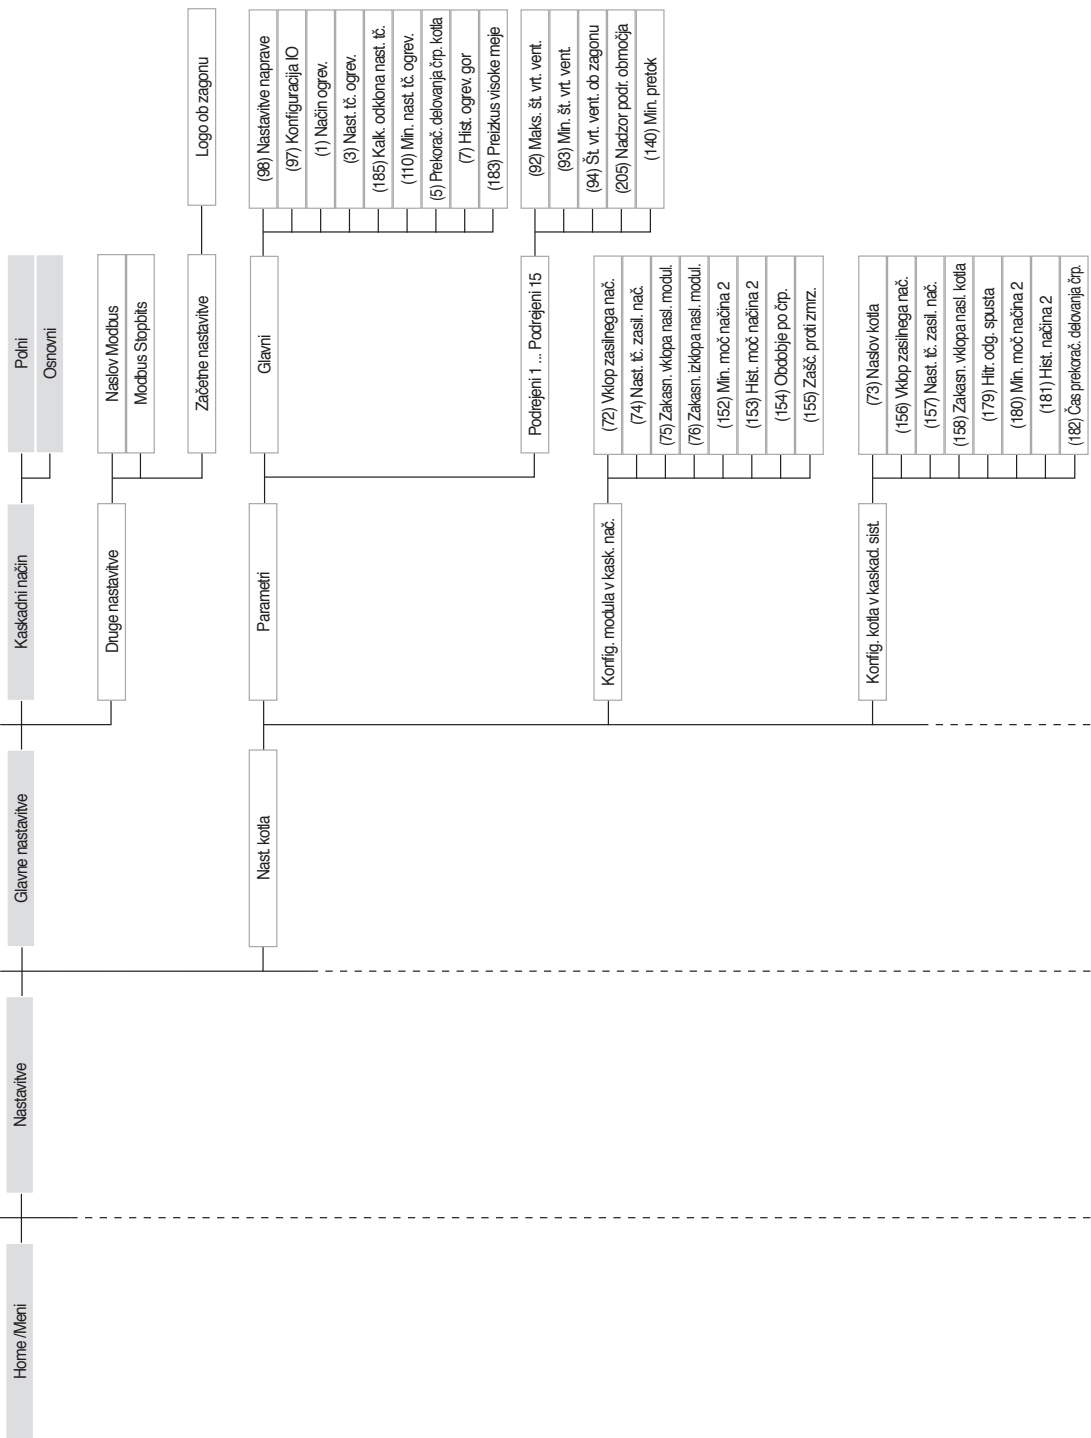 Home /Meni
Nastavitve
Glavne nastavitve
Kaskadni način
Polni
Osnovni
Druge nastavitve
Naslov Modbus
Modbus Stopbits
Začetne nastavitve
Logo ob zagonu
Nast. kotla
Parametri
Glavni
(98) Nastavitve naprave
(97) Konfiguracija IO
(1) Način ogrev.
(3) Nast. tč. ogrev.
(185) Kalk. odklona nast. tč.
(110) Min. nast. tč. ogrev.
(5) Prekorač. delovanja črp. kotla
(7) Hist. ogrev. gor
(183) Preizkus visoke meje
Podrejeni 1 ... Podrejeni 15
(92) Maks. št. vrt. vent.
(93) Min. št. vrt. vent.
(94) Št. vrt. vent. ob zagonu
(205) Nadzor podr. območja
(140) Min. pretok
Konfig. modula v kask. nač.
(72) Vklop zasilnega nač.
(74) Nast. tč. zasil. nač.
(75) Zakasn. vklopa nasl. modul.
(76) Zakasn. izklopa nasl. modul.
(152) Min. moč načina 2
(153) Hist. moč načina 2
(154) Obdobje po črp.
(155) Zašč. proti zmrz.
Konfig. kotla v kaskad. sist.
(73) Naslov kotla
(156) Vklop zasilnega nač.
(157) Nast. tč. zasil. nač.
(158) Zakasn. vklopa nasl. kotla
(179) Hitr. odg. spusta
(180) Min. moč načina 2
(181) Hist. načina 2
(182) Čas prekorač. delovanja črp.